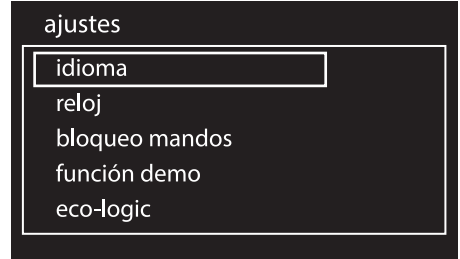 ajustes
idioma
reloj
bloqueo mandos
función demo
eco-logic